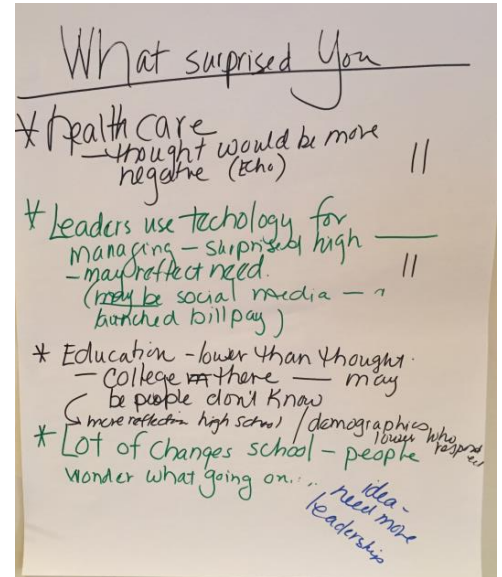 What surprised You
* health care
— thought would be more
negative (Echo) ||
* Leaders use techology for
managing — surprised high
— may reflect need. ||
(may be social media —
branched billpay)
* Education - lower than thought.
— college there — may
be people don't know
more reflection high school / demographics
lower who respond
* Lot of changes school — people
wonder what going on...
idea -
need more
leadership